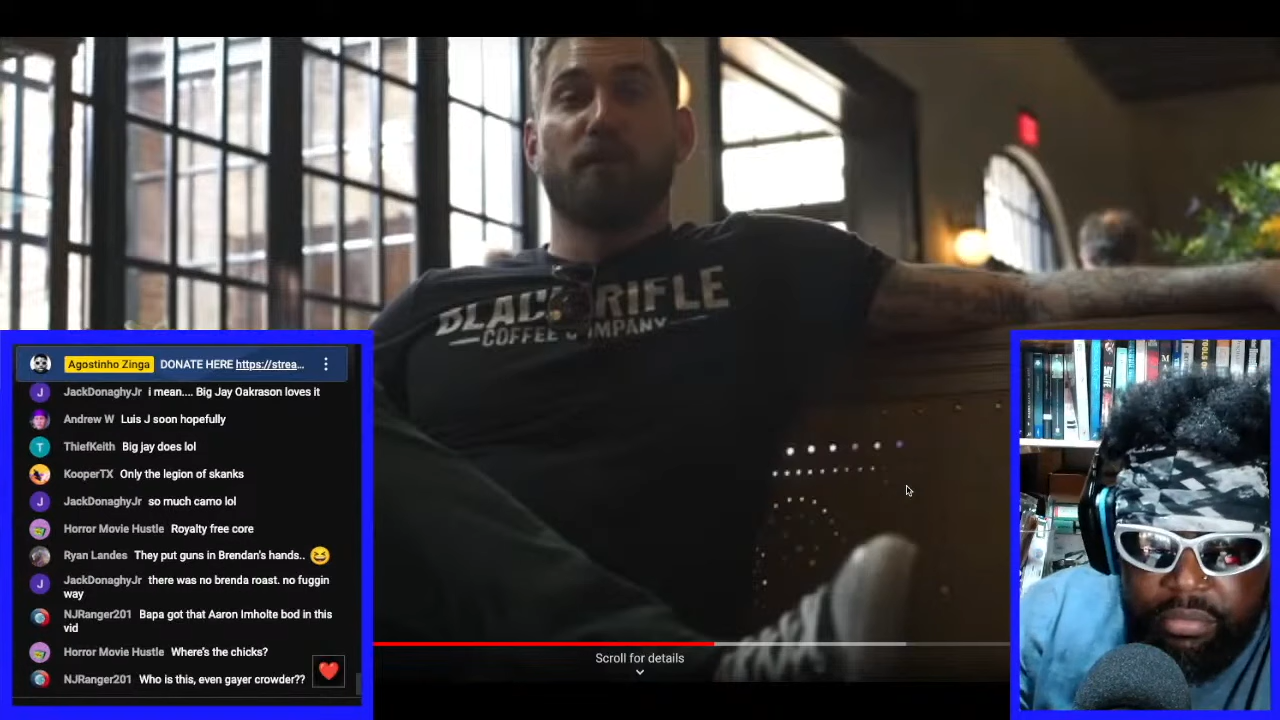 BLACK RIFLE
COFFEE COMPANY
Agostinho Zinga DONATE HERE https://strea...
JackDonaghyJr i mean.... Big Jay Oakrason loves it
Andrew W Luis J soon hopefully
ThiefKeith Big jay does lol
KooperTX Only the legion of skanks
JackDonaghyJr so much camo lol
Horror Movie Hustle Royalty free core
Ryan Landes They put guns in Brendan's hands..
JackDonaghyJr there was no brenda roast. no fuggin
way
NJRanger201 Bapa got that Aaron Imholte bod in this
vid
Horror Movie Hustle Where's the chicks?
NJRanger201 Who is this, even gayer crowder??
Scroll for details